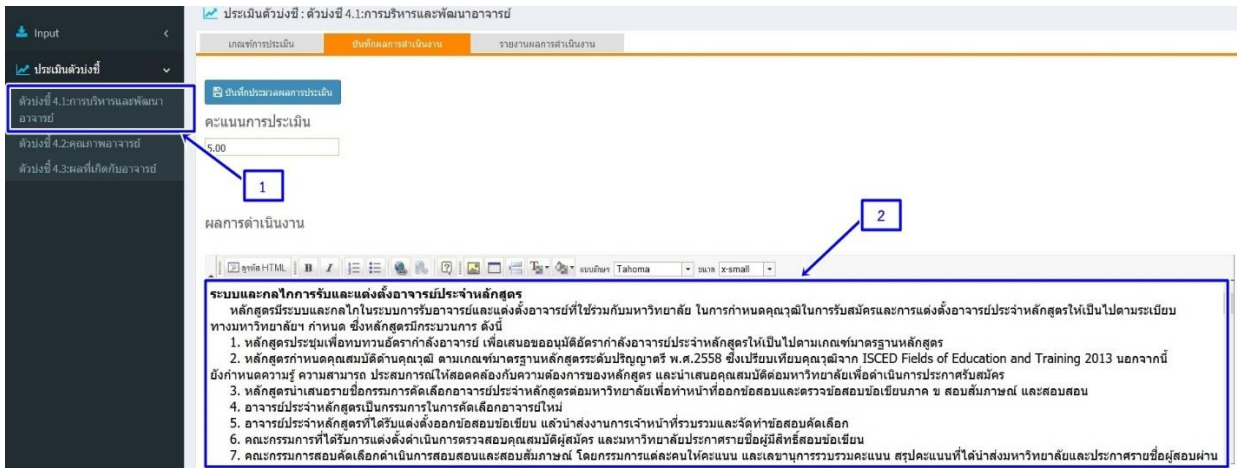 ประเมินตัวบ่งชี้ : ตัวบ่งชี้ 4.1:การบริหารและพัฒนาอาจารย์
Input
ประเมินตัวบ่งชี้
ตัวบ่งชี้ 4.1:การบริหารและพัฒนา
อาจารย์
ตัวบ่งชี้ 4.2:คุณภาพอาจารย์
ตัวบ่งชี้ 4.3:ผลที่เกิดกับอาจารย์
1
เกณฑ์การประเมิน บันทึกผลการดำเนินงาน รายงานผลการดำเนินงาน
บันทึกประมวลผลการประเมิน
คะแนนการประเมิน
5.00
2
ผลการดำเนินงาน
ดูรหัส HTML B I แบบอักษร Tahoma ขนาด x-small
ระบบและกลไกการรับและแต่งตั้งอาจารย์ประจำหลักสูตร
หลักสูตรมีระบบและกลไกในระบบการรับอาจารย์และแต่งตั้งอาจารย์ที่ใช้ร่วมกับมหาวิทยาลัย ในการกำหนดคุณวุฒิในการรับสมัครและการแต่งตั้งอาจารย์ประจำหลักสูตรให้เป็นไปตามระเบียบ
ทางมหาวิทยาลัยฯ กำหนด ซึ่งหลักสูตรมีกระบวนการ ดังนี้
1. หลักสูตรประชุมเพื่อทบทวนอัตรากำลังอาจารย์ เพื่อเสนอขออนุมัติอัตรากำลังอาจารย์ประจำหลักสูตรให้เป็นไปตามเกณฑ์มาตรฐานหลักสูตร
2. หลักสูตรกำหนดคุณสมบัติด้านคุณวุฒิ ตามเกณฑ์มาตรฐานหลักสูตรระดับปริญญาตรี พ.ศ.2558 ซึ่งเปรียบเทียบคุณวุฒิจาก ISCED Fields of Education and Training 2013 นอกจากนี้
ยังกำหนดความรู้ ความสามารถ ประสบการณ์ให้สอดคล้องกับความต้องการของหลักสูตร และนำเสนอคุณสมบัติต่อมหาวิทยาลัยเพื่อดำเนินการประกาศรับสมัคร
3. หลักสูตรนำเสนอรายชื่อกรรมการคัดเลือกอาจารย์ประจำหลักสูตรต่อมหาวิทยาลัยเพื่อทำหน้าที่ออกข้อสอบและตรวจข้อสอบข้อเขียนภาค ข สอบสัมภาษณ์ และสอบสอน
4. อาจารย์ประจำหลักสูตรเป็นกรรมการในการคัดเลือกอาจารย์ใหม่
5. อาจารย์ประจำหลักสูตรที่ได้รับแต่งตั้งออกข้อสอบข้อเขียน แล้วนำส่งงานการเจ้าหน้าที่รวบรวมและจัดทำข้อสอบคัดเลือก
6. คณะกรรมการที่ได้รับการแต่งตั้งดำเนินการตรวจสอบคุณสมบัติผู้สมัคร และมหาวิทยาลัยประกาศรายชื่อผู้มีสิทธิ์สอบข้อเขียน
7. คณะกรรมการสอบคัดเลือกดำเนินการสอบสอนและสอบสัมภาษณ์ โดยกรรมการแต่ละคนให้คะแนน และเลขานุการรวบรวมคะแนน สรุปคะแนนที่ได้นำส่งมหาวิทยาลัยและประกาศรายชื่อผู้สอบผ่าน